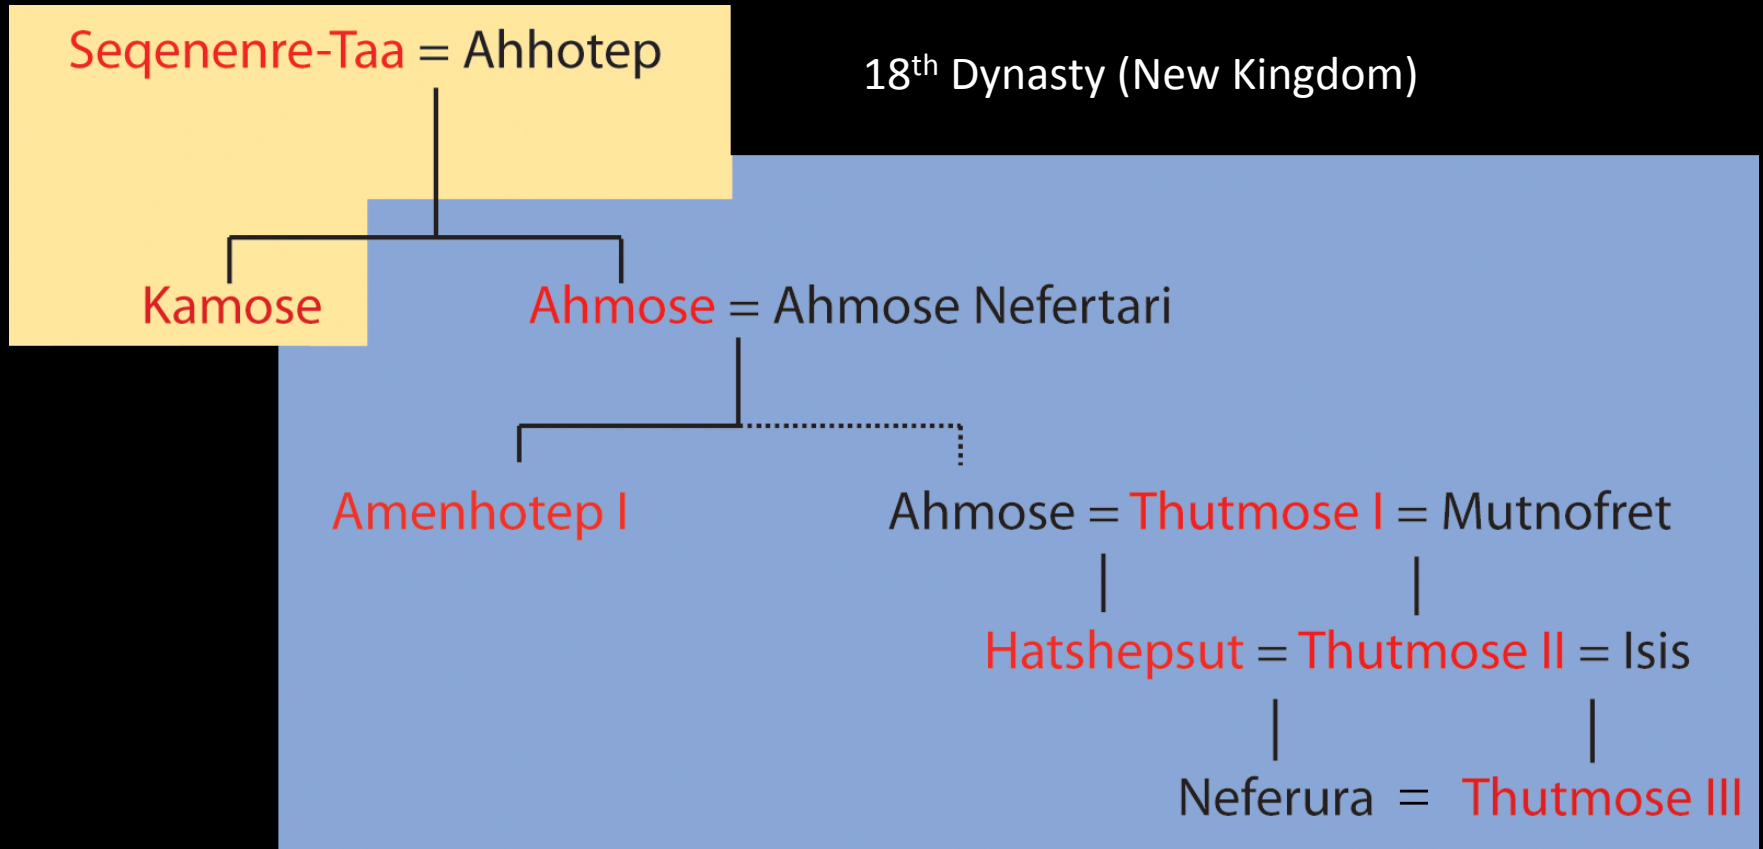 Seqenenre-Taa = Ahhotep
18th Dynasty (New Kingdom)
Kamose
Ahmose = Ahmose Nefertari
Amenhotep I
Ahmose = Thutmose I = Mutnofret
Hatshepsut = Thutmose II = Isis
Neferura = Thutmose III